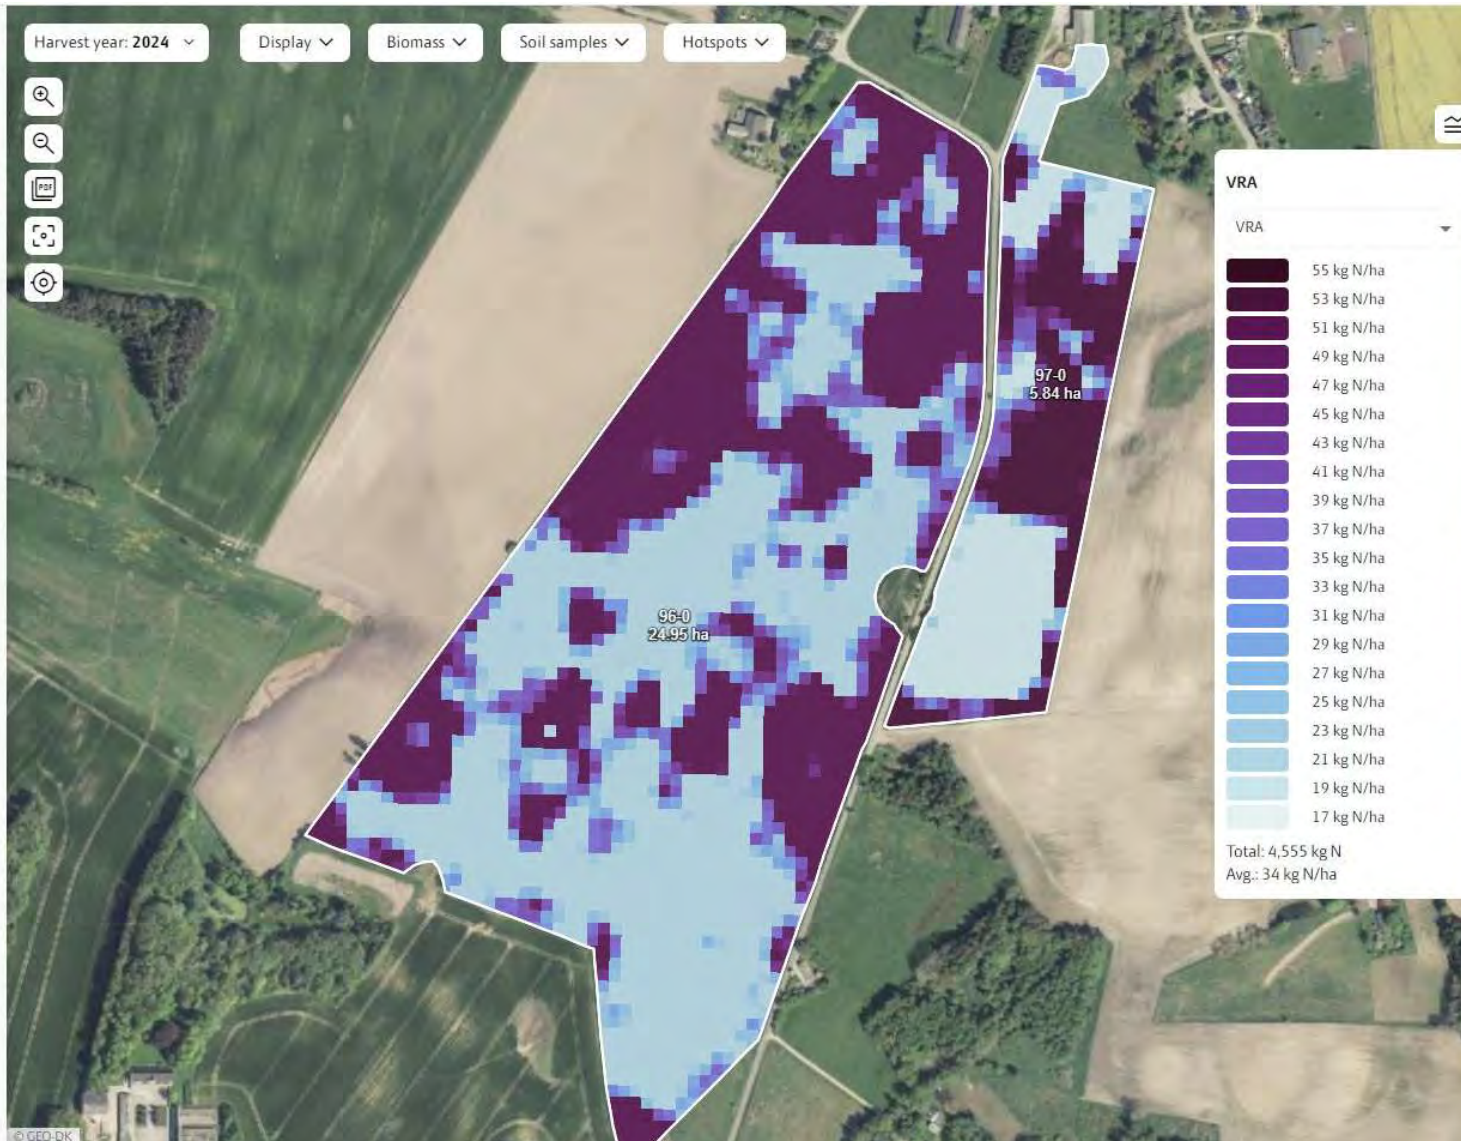 Harvest year: 2024
Display
Biomass
Soil samples
Hotspots
PDF
VRA
VRA
55 kg N/ha
53 kg N/ha
51 kg N/ha
49 kg N/ha
47 kg N/ha
45 kg N/ha
43 kg N/ha
41 kg N/ha
39 kg N/ha
37 kg N/ha
35 kg N/ha
33 kg N/ha
31 kg N/ha
29 kg N/ha
27 kg N/ha
25 kg N/ha
23 kg N/ha
21 kg N/ha
19 kg N/ha
17 kg N/ha
Total: 4,555 kg N
Avg.: 34 kg N/ha
97-0
5.84 ha
96-0
24.95 ha
© GEO-DK